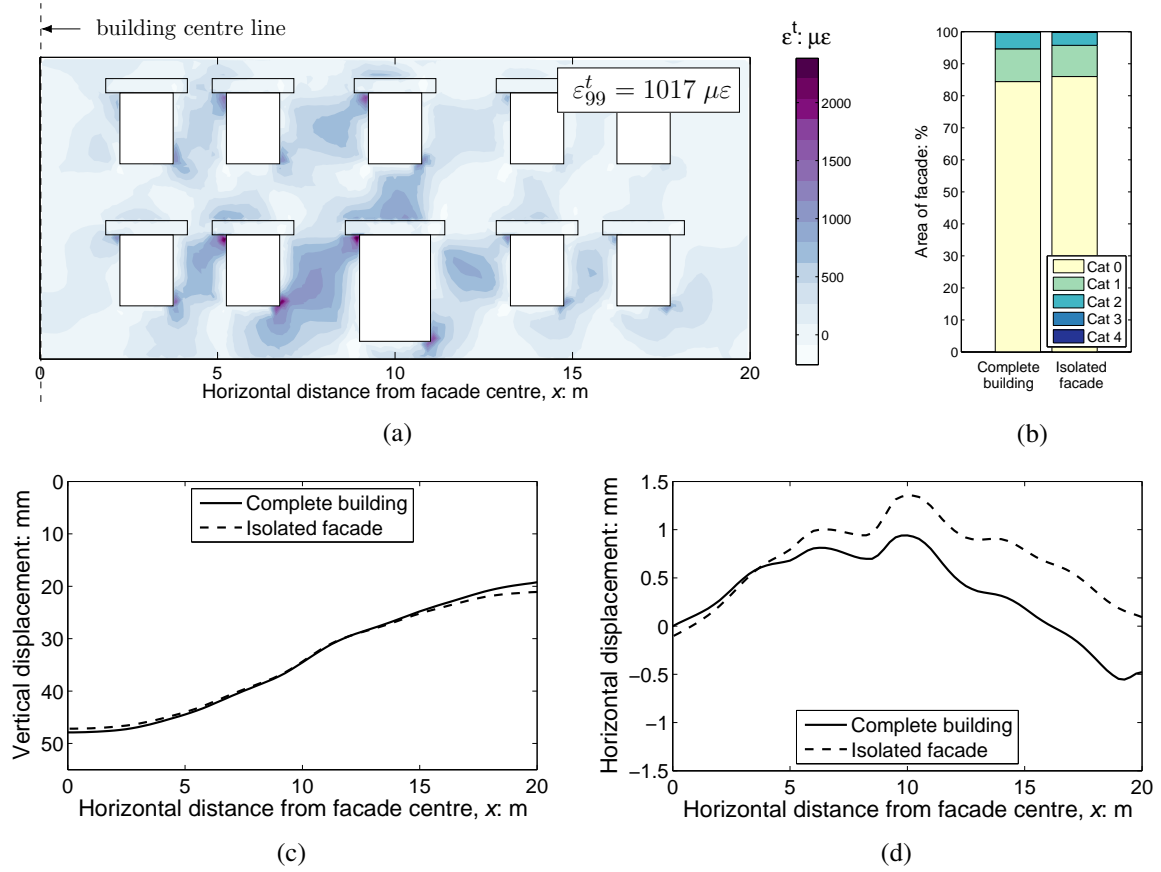 building centre line
ε^t_99 = 1017 με
0 5 10 15 20
Horizontal distance from facade centre, x: m
(a)
ε^t: με
2000
1500
1000
500
0
Area of facade: %
100
90
80
70
60
50
40
30
20
10
0
Cat 0
Cat 1
Cat 2
Cat 3
Cat 4
Complete building
Isolated facade
(b)
Vertical displacement: mm
0
10
20
30
40
50
Complete building
Isolated facade
0 5 10 15 20
Horizontal distance from facade centre, x: m
(c)
Horizontal displacement: mm
1.5
1
0.5
0
−0.5
−1
−1.5
Complete building
Isolated facade
0 5 10 15 20
Horizontal distance from facade centre, x: m
(d)